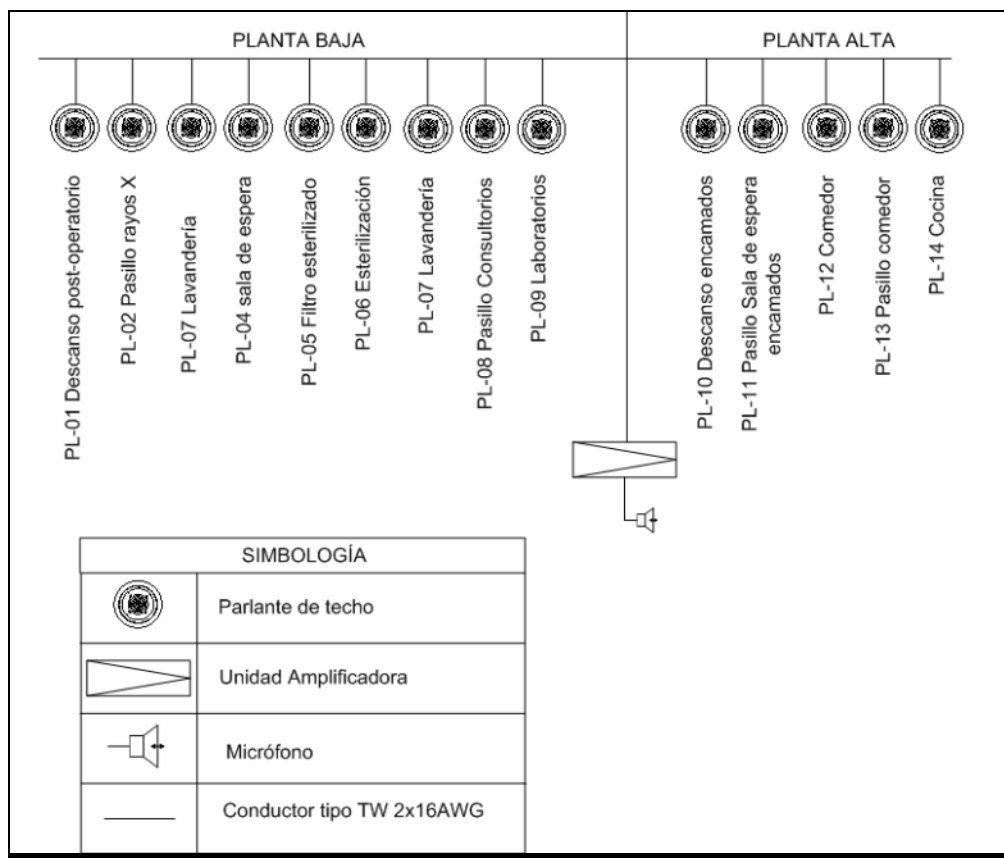 PLANTA BAJA
PLANTA ALTA
PL-01 Descanso post-operatorio
PL-02 Pasillo rayos X
PL-07 Lavandería
PL-04 sala de espera
PL-05 Filtro esterilizado
PL-06 Esterilización
PL-07 Lavandería
PL-08 Pasillo Consultorios
PL-09 Laboratorios
PL-10 Descanso encamados
PL-11 Pasillo Sala de espera
encamados
PL-12 Comedor
PL-13 Pasillo comedor
PL-14 Cocina
SIMBOLOGÍA
Parlante de techo
Unidad Amplificadora
Micrófono
Conductor tipo TW 2x16AWG